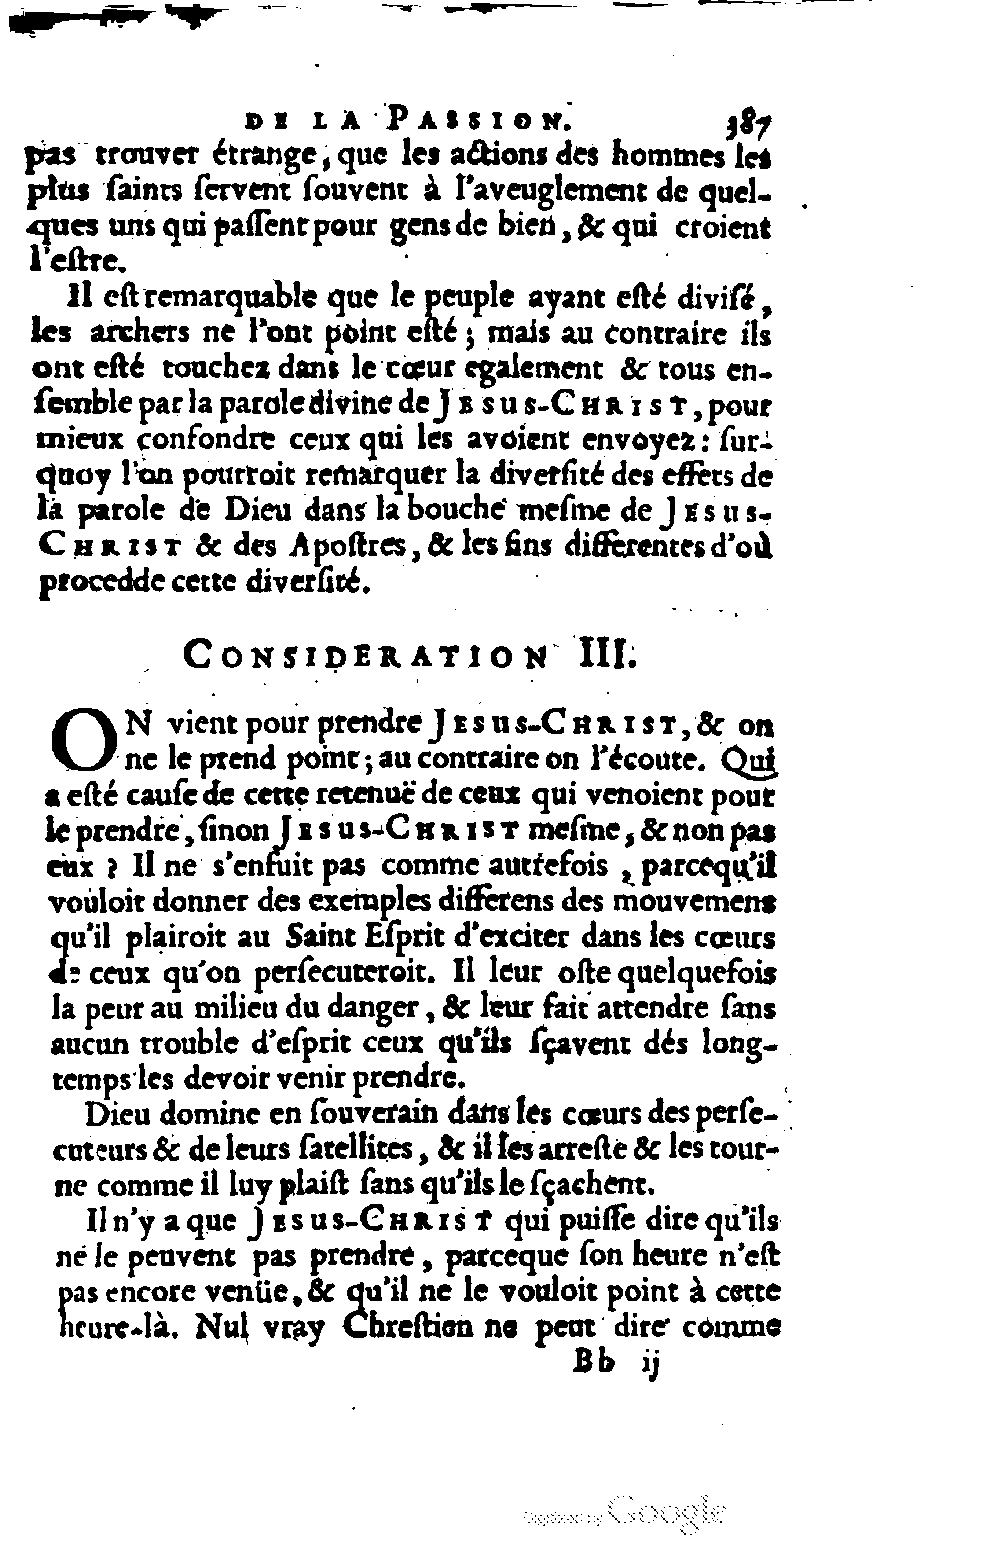 DE LA PASSION. 387
pas trouver étrange, que les actions des hommes les
plus saints ſervent ſouvent à l'aveuglement de quel-
ques uns qui paſſent pour gens de bien, & qui croient
l'eſtre.
Il eſt remarquable que le peuple ayant eſté diviſé,
les archers ne l'ont point eſté; mais au contraire ils
ont eſté touchez dans le cœur egalement & tous en-
ſemble par la parole divine de JESUS-CHRIST, pour
mieux confondre ceux qui les avoient envoyez: ſur-
quoy l'on pourroit remarquer la diverſité des effets de
la parole de Dieu dans la bouche meſme de JESUS-
CHRIST & des Apoſtres, & les fins differentes d'où
procedde cette diverſité.
CONSIDERATION III.
ON vient pour prendre JESUS-CHRIST, & on
ne le prend point; au contraire on l'écoute. Qui
a eſté cauſe de cette retenuë de ceux qui venoient pour
le prendre, ſinon JESUS-CHRIST meſme, & non pas
eux? Il ne s'enfuit pas comme autrefois, parcequ'il
vouloit donner des exemples differens des mouvemens
qu'il plairoit au Saint Eſprit d'exciter dans les cœurs
de ceux qu'on perſecuteroit. Il leur oſte quelquefois
la peur au milieu du danger, & leur fait attendre ſans
aucun trouble d'eſprit ceux qu'ils ſçavent dés long-
temps les devoir venir prendre.
Dieu domine en ſouverain dans les cœurs des perſe-
cuteurs & de leurs ſatellites, & il les arreſte & les tour-
ne comme il luy plaiſt ſans qu'ils le ſçachent.
Il n'y a que JESUS-CHRIST qui puiſſe dire qu'ils
ne le peuvent pas prendre, parceque ſon heure n'eſt
pas encore venüe, & qu'il ne le vouloit point à cette
heure-là. Nul vray Chreſtien ne peut dire comme
Bb ij
Digitized by Google